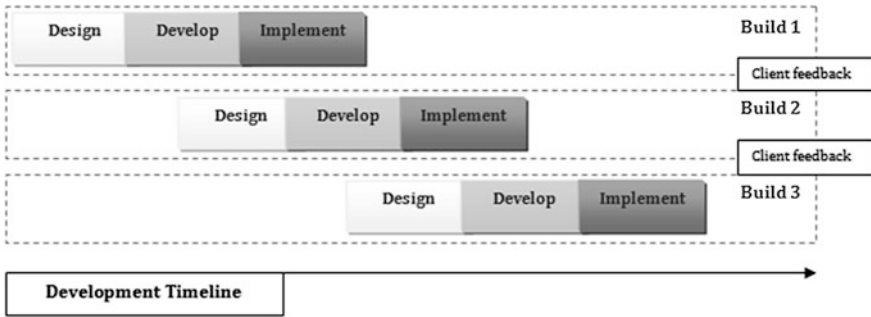 Design Develop Implement Build 1
Client feedback
Design Develop Implement Build 2
Client feedback
Design Develop Implement Build 3
Development Timeline